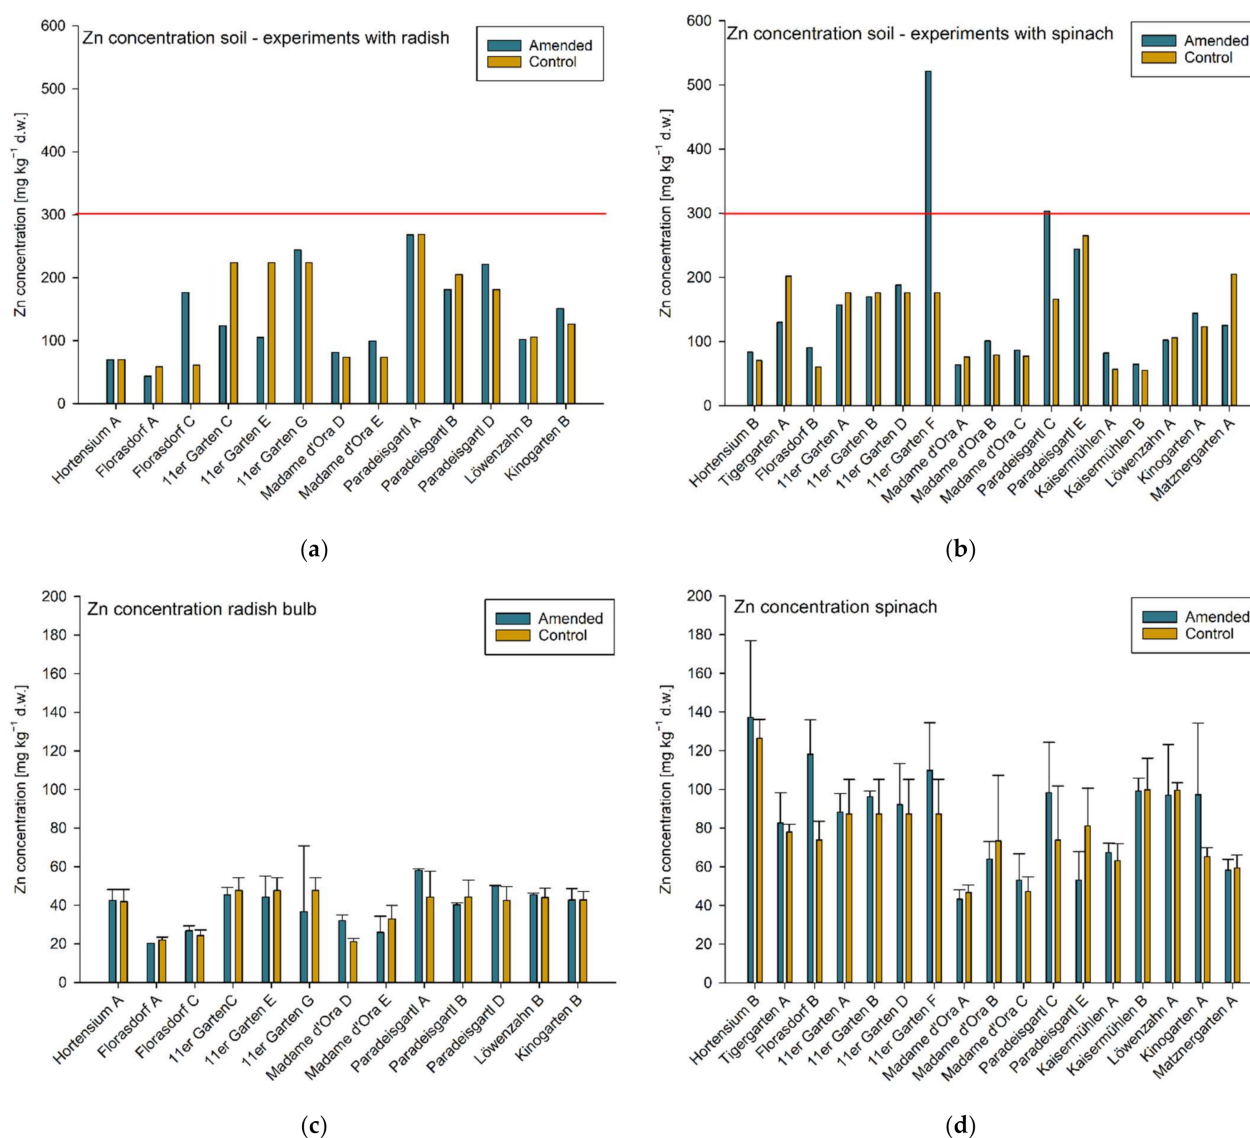 Zn concentration soil - experiments with radish
Amended
Control
Zn concentration [mg kg⁻¹ d.w.]
600
500
400
300
200
100
0
Hortensium A
Florasdorf A
Florasdorf C
11er Garten C
11er Garten E
11er Garten G
Madame d'Ora D
Madame d'Ora E
Paradeisgartl A
Paradeisgartl B
Paradeisgartl D
Löwenzahn B
Kinogarten B
(a)
Zn concentration soil - experiments with spinach
Amended
Control
Zn concentration [mg kg⁻¹ d.w.]
600
500
400
300
200
100
0
Hortensium B
Tigergarten A
Florasdorf B
11er Garten A
11er Garten B
11er Garten D
11er Garten F
Madame d'Ora A
Madame d'Ora B
Madame d'Ora C
Paradeisgartl C
Paradeisgartl E
Kaisermühlen A
Kaisermühlen B
Löwenzahn A
Kinogarten A
Matznergarten A
(b)
Zn concentration radish bulb
Amended
Control
Zn concentration [mg kg⁻¹ d.w.]
200
180
160
140
120
100
80
60
40
20
0
Hortensium A
Florasdorf A
Florasdorf C
11er GartenC
11er Garten E
11er Garten G
Madame d'Ora D
Madame d'Ora E
Paradeisgartl A
Paradeisgartl B
Paradeisgartl D
Löwenzahn B
Kinogarten B
(c)
Zn concentration spinach
Amended
Control
Zn concentration [mg kg⁻¹ d.w.]
200
180
160
140
120
100
80
60
40
20
0
Hortensium B
Tigergarten A
Florasdorf B
11er Garten A
11er Garten B
11er Garten D
11er Garten F
Madame d'Ora A
Madame d'Ora B
Madame d'Ora C
Paradeisgartl C
Paradeisgartl E
Kaisermühlen A
Kaisermühlen B
Löwenzahn A
Kinogarten A
Matznergarten A
(d)